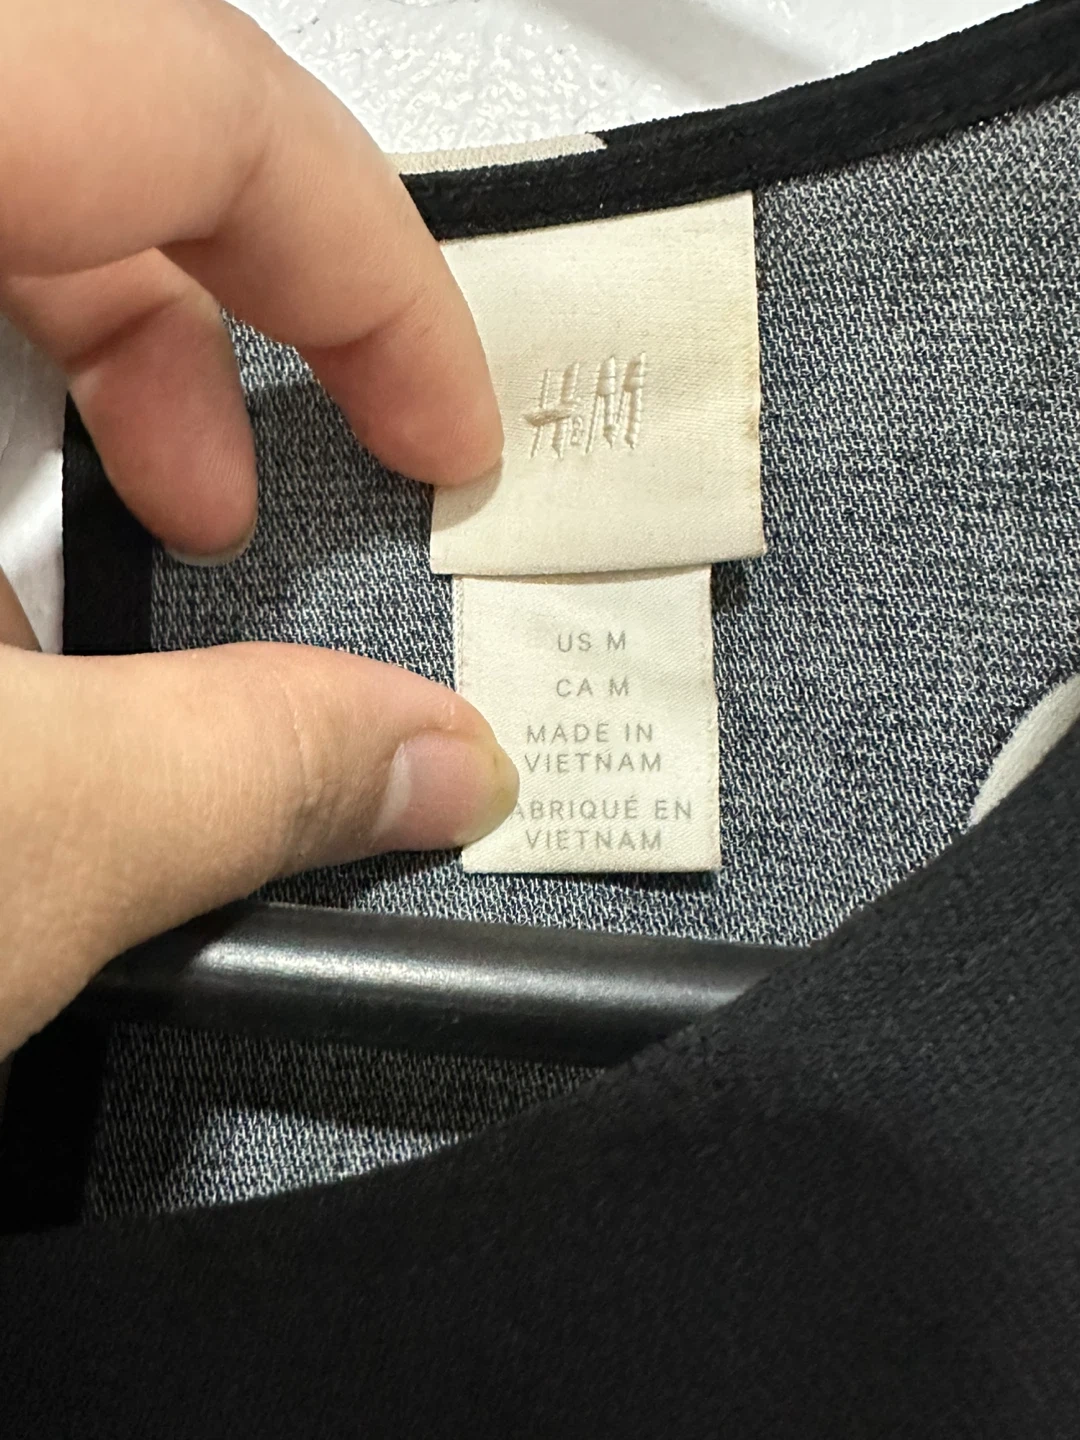 H&M
US M
CA M
MADE IN
VIETNAM
ABRIQUÉ EN
VIETNAM